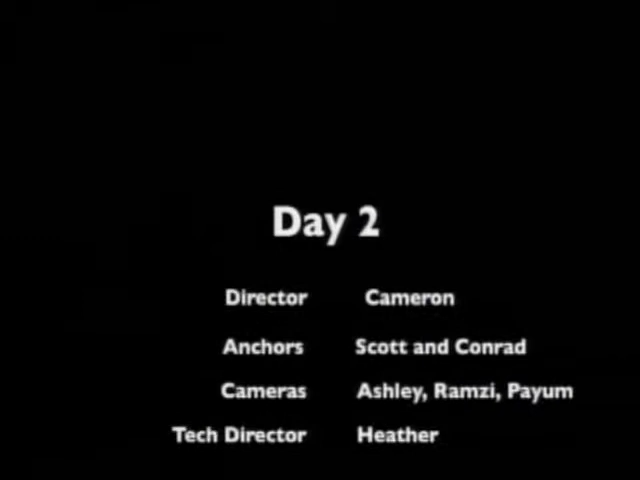 Day 2
Director Cameron
Anchors Scott and Conrad
Cameras Ashley, Ramzi, Payum
Tech Director Heather